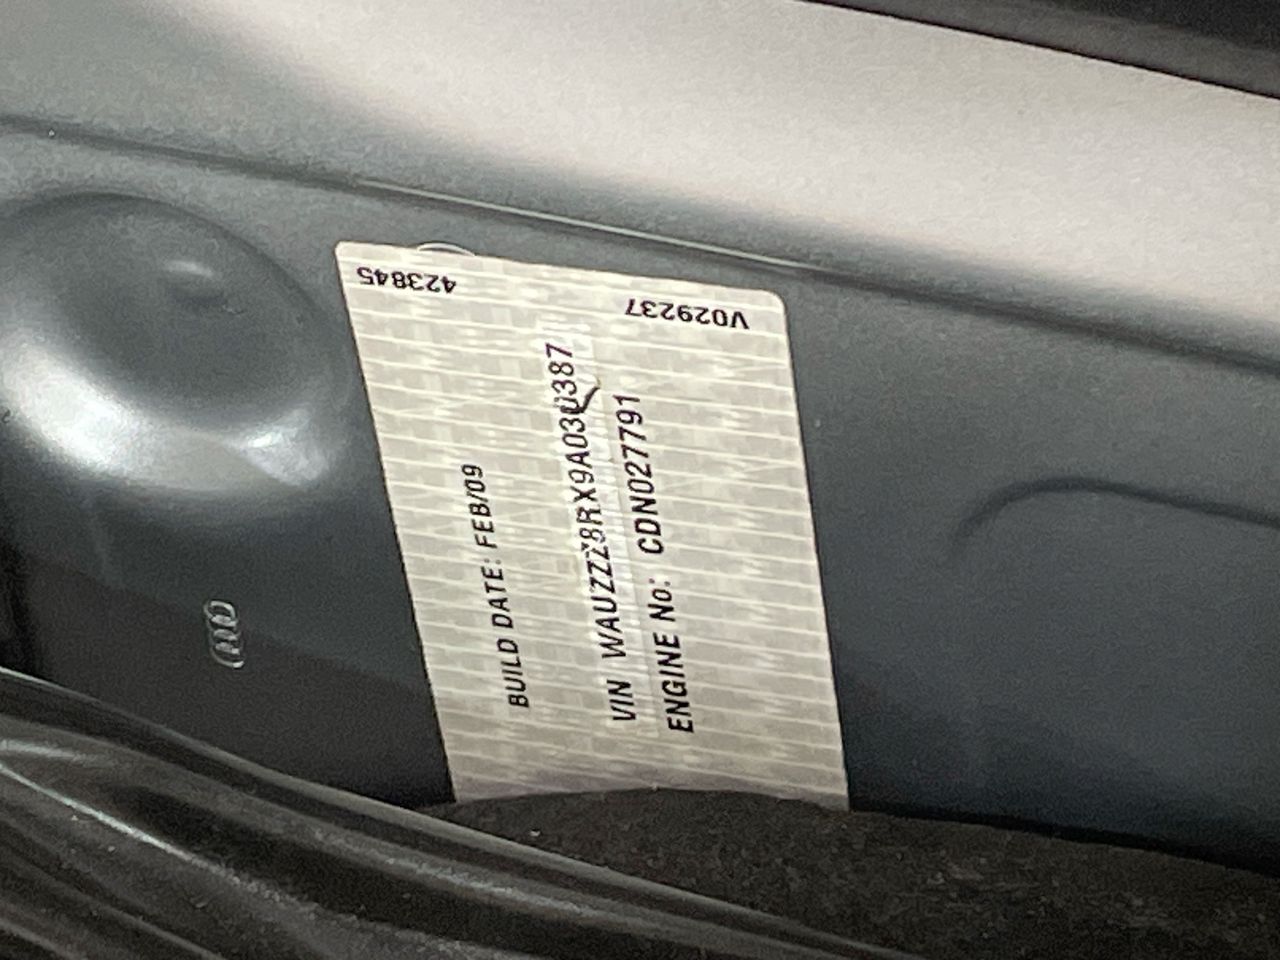 423845
V029237
BUILD DATE: FEB/09
VIN WAUZZZ8RX9A030387
ENGINE No: CDN027791